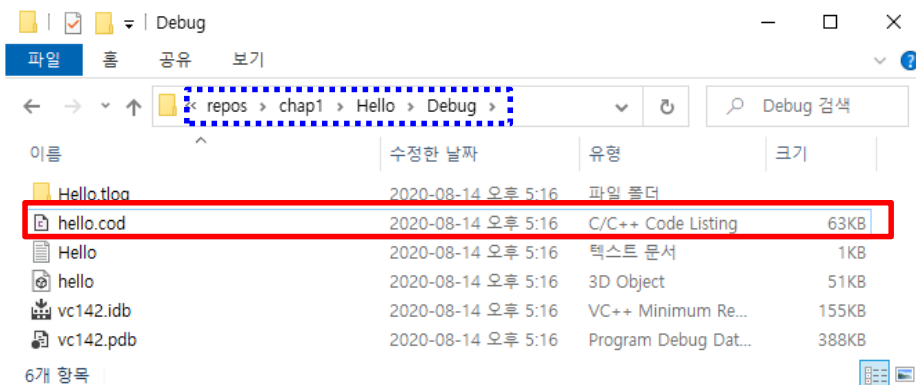 Debug
파일 홈 공유 보기
« repos › chap1 › Hello › Debug › Debug 검색
이름 수정한 날짜 유형 크기
Hello.tlog 2020-08-14 오후 5:16 파일 폴더
hello.cod 2020-08-14 오후 5:16 C/C++ Code Listing 63KB
Hello 2020-08-14 오후 5:16 텍스트 문서 1KB
hello 2020-08-14 오후 5:16 3D Object 51KB
vc142.idb 2020-08-14 오후 5:16 VC++ Minimum Re... 155KB
vc142.pdb 2020-08-14 오후 5:16 Program Debug Dat... 388KB
6개 항목